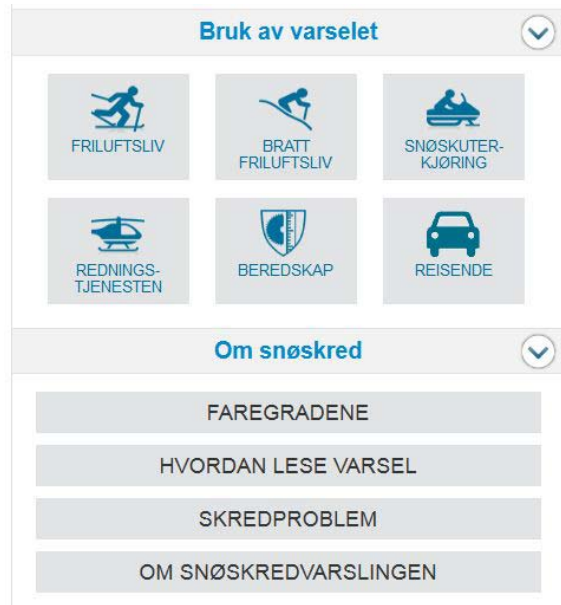 Bruk av varselet
FRILUFTSLIV
BRATT
FRILUFTSLIV
SNØSKUTER-
KJØRING
REDNINGS-
TJENESTEN
BEREDSKAP
REISENDE
Om snøskred
FAREGRADENE
HVORDAN LESE VARSEL
SKREDPROBLEM
OM SNØSKREDVARSLINGEN